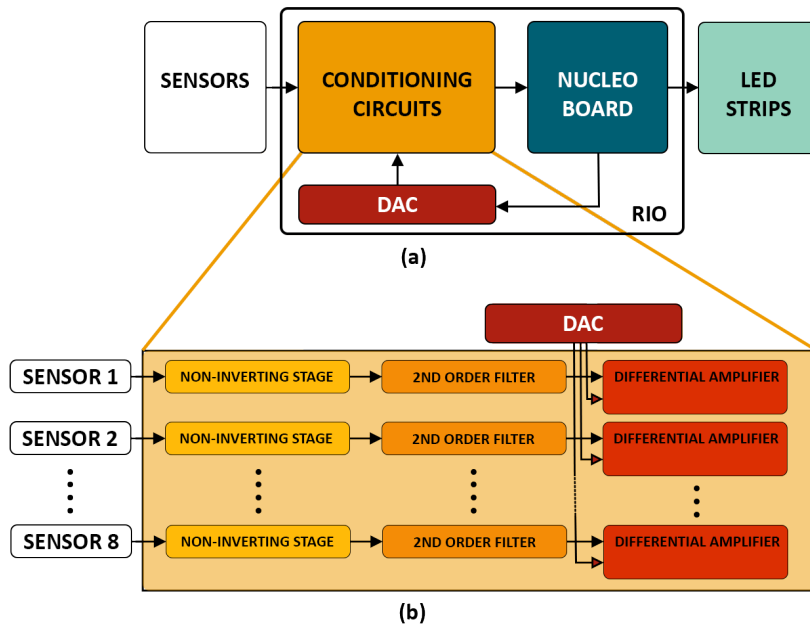 SENSORS
CONDITIONING
CIRCUITS
NUCLEO
BOARD
LED
STRIPS
DAC
RIO
(a)
DAC
SENSOR 1
NON-INVERTING STAGE
2ND ORDER FILTER
DIFFERENTIAL AMPLIFIER
SENSOR 2
NON-INVERTING STAGE
2ND ORDER FILTER
DIFFERENTIAL AMPLIFIER
SENSOR 8
NON-INVERTING STAGE
2ND ORDER FILTER
DIFFERENTIAL AMPLIFIER
(b)